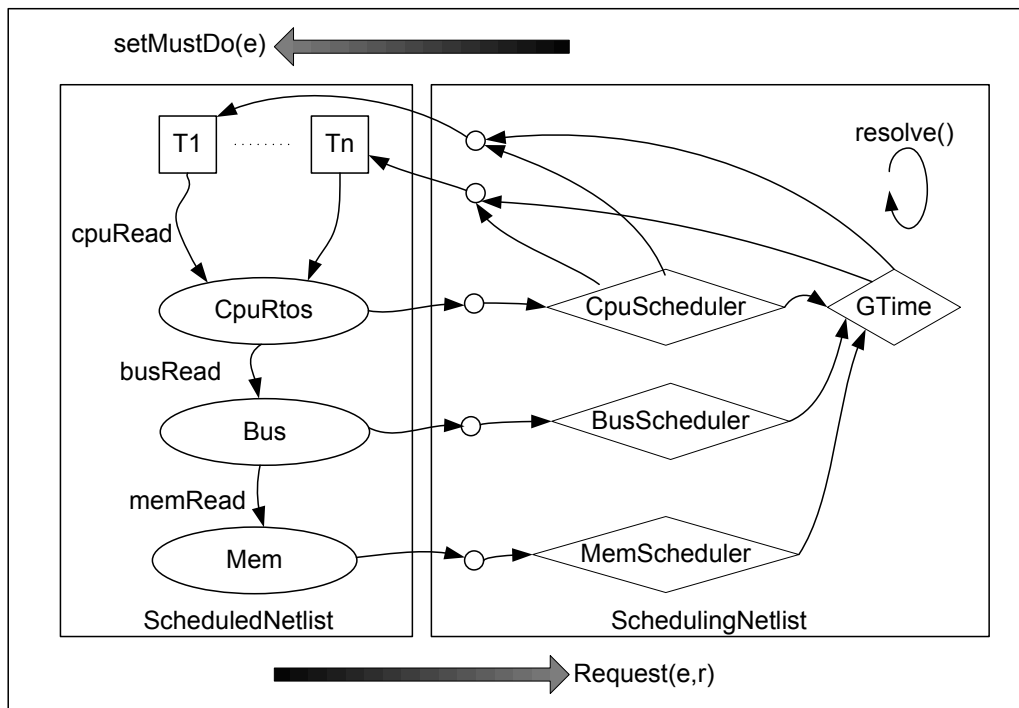 setMustDo(e)
T1 ........ Tn
resolve()
cpuRead
CpuRtos
CpuScheduler
GTime
busRead
Bus
BusScheduler
memRead
Mem
MemScheduler
ScheduledNetlist
SchedulingNetlist
Request(e,r)